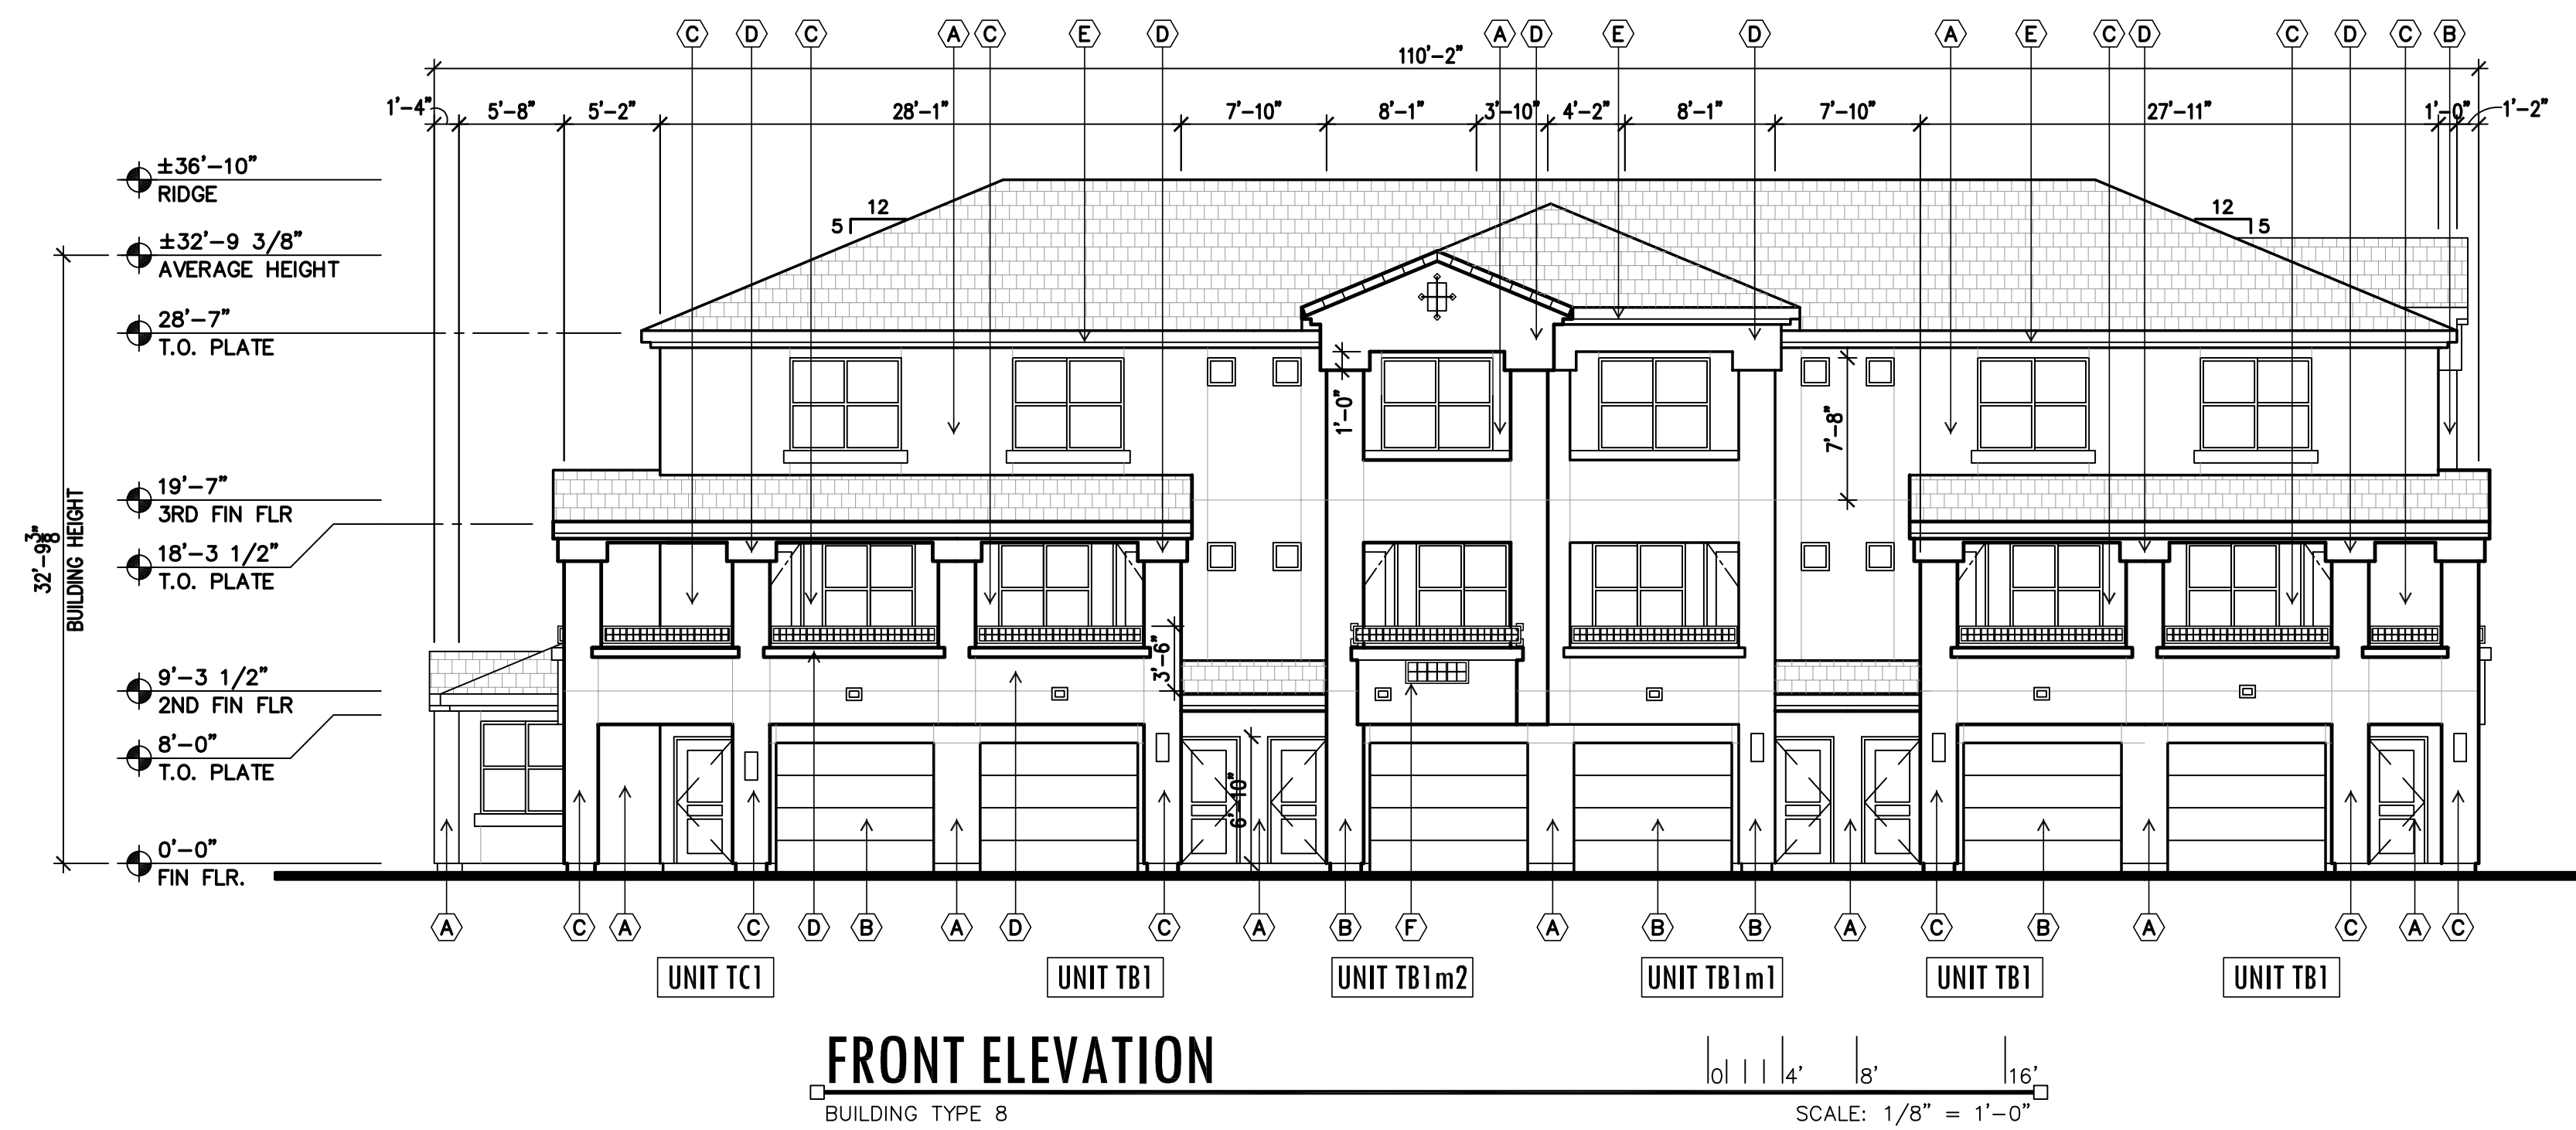 C D C A C E D A D E D A E C D C D C B
110'-2"
1'-4" 5'-8" 5'-2" 28'-1" 7'-10" 8'-1" 3'-10" 4'-2" 8'-1" 7'-10" 27'-11" 1'-0" 1'-2"
±36'-10"
RIDGE
12
5
12
5
±32'-9 3/8"
AVERAGE HEIGHT
28'-7"
T.O. PLATE
1'-0"
7'-8"
19'-7"
3RD FIN FLR
32'-9 3/8"
BUILDING HEIGHT
18'-3 1/2"
T.O. PLATE
3'-6"
9'-3 1/2"
2ND FIN FLR
8'-0"
T.O. PLATE
6'-10"
0'-0"
FIN FLR.
A C A C D B A D C A B F A B B A C B A C A C
UNIT TC1 UNIT TB1 UNIT TB1m2 UNIT TB1m1 UNIT TB1 UNIT TB1
FRONT ELEVATION
0 4' 8' 16'
BUILDING TYPE 8
SCALE: 1/8" = 1'-0"